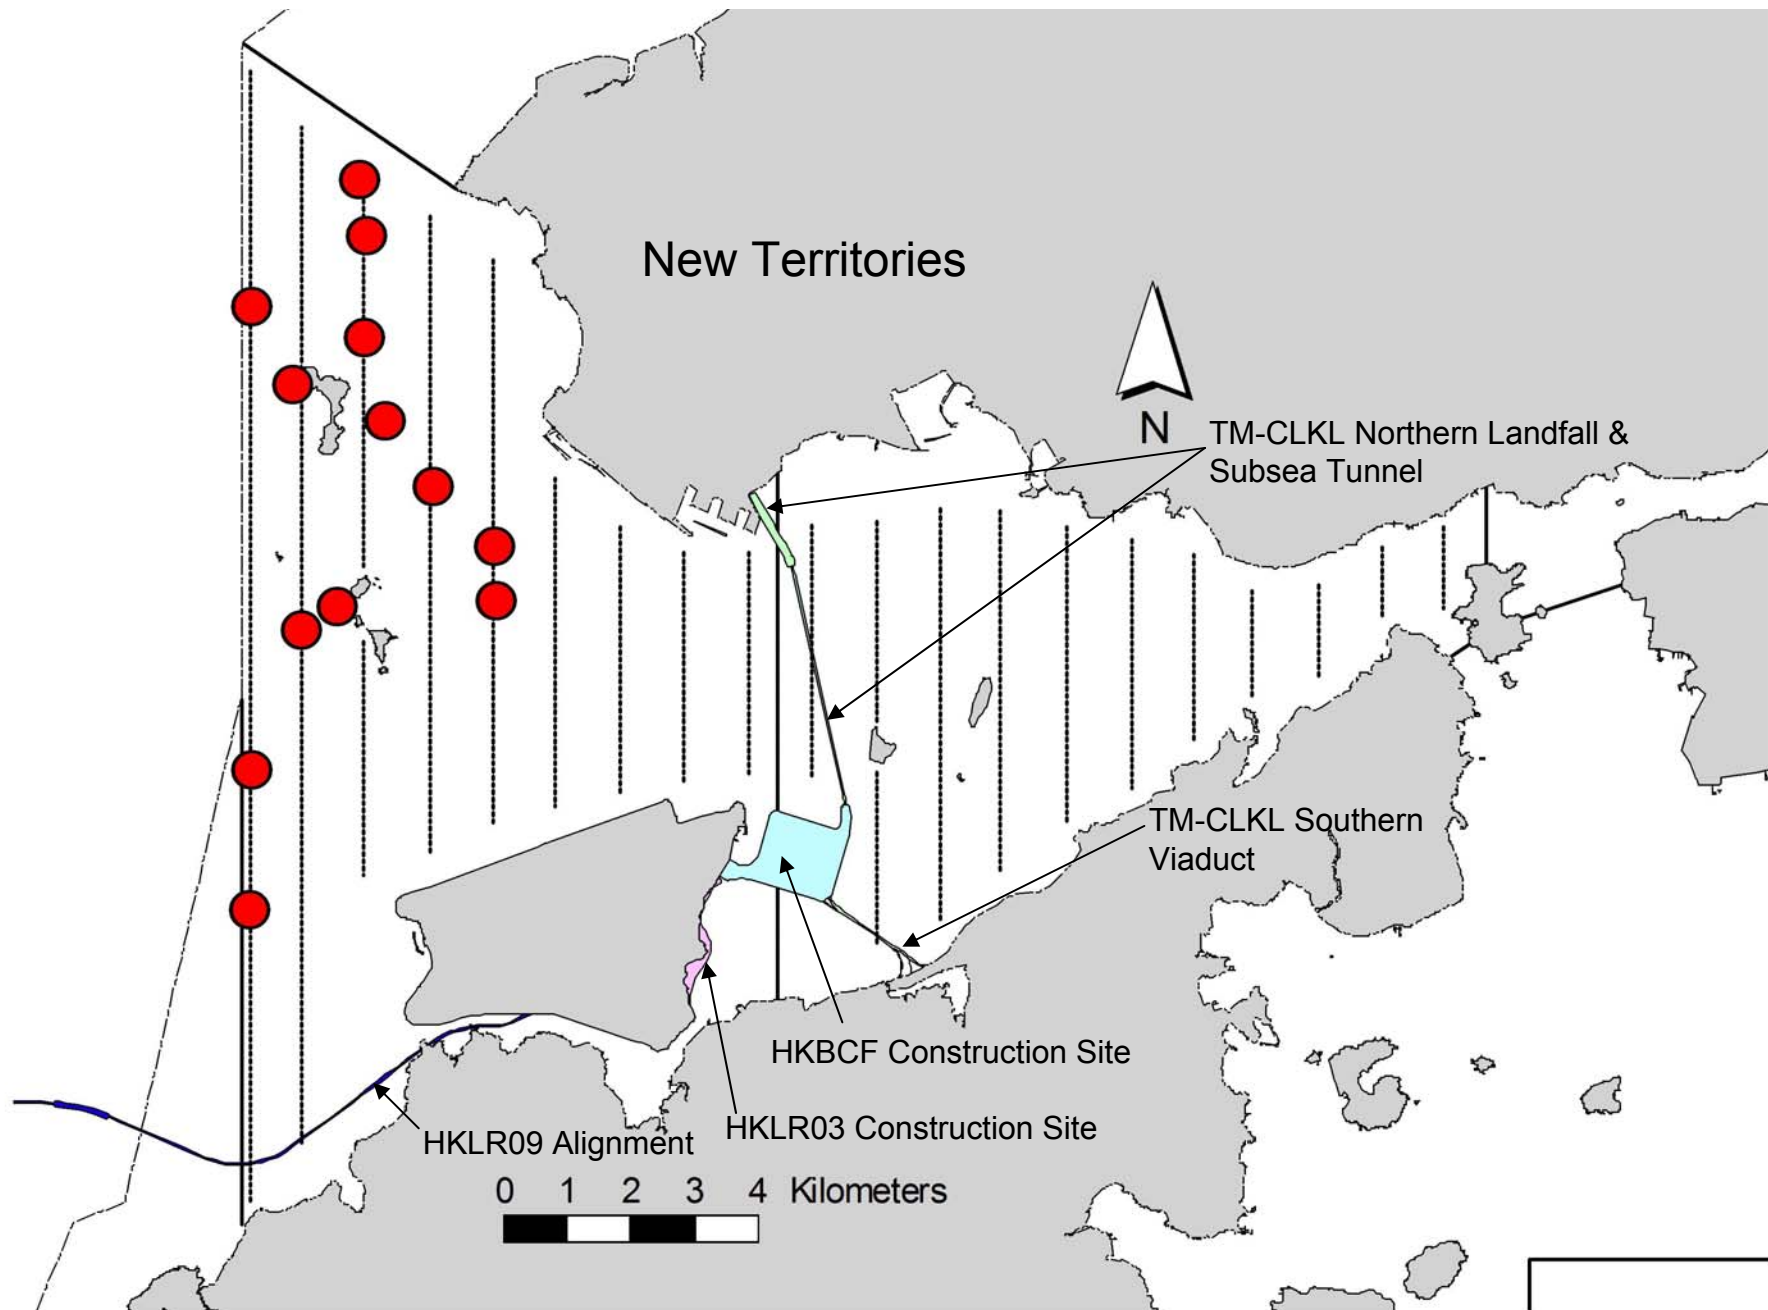 New Territories
N
TM-CLKL Northern Landfall &
Subsea Tunnel
TM-CLKL Southern
Viaduct
HKBCF Construction Site
HKLR03 Construction Site
HKLR09 Alignment
0 1 2 3 4 Kilometers